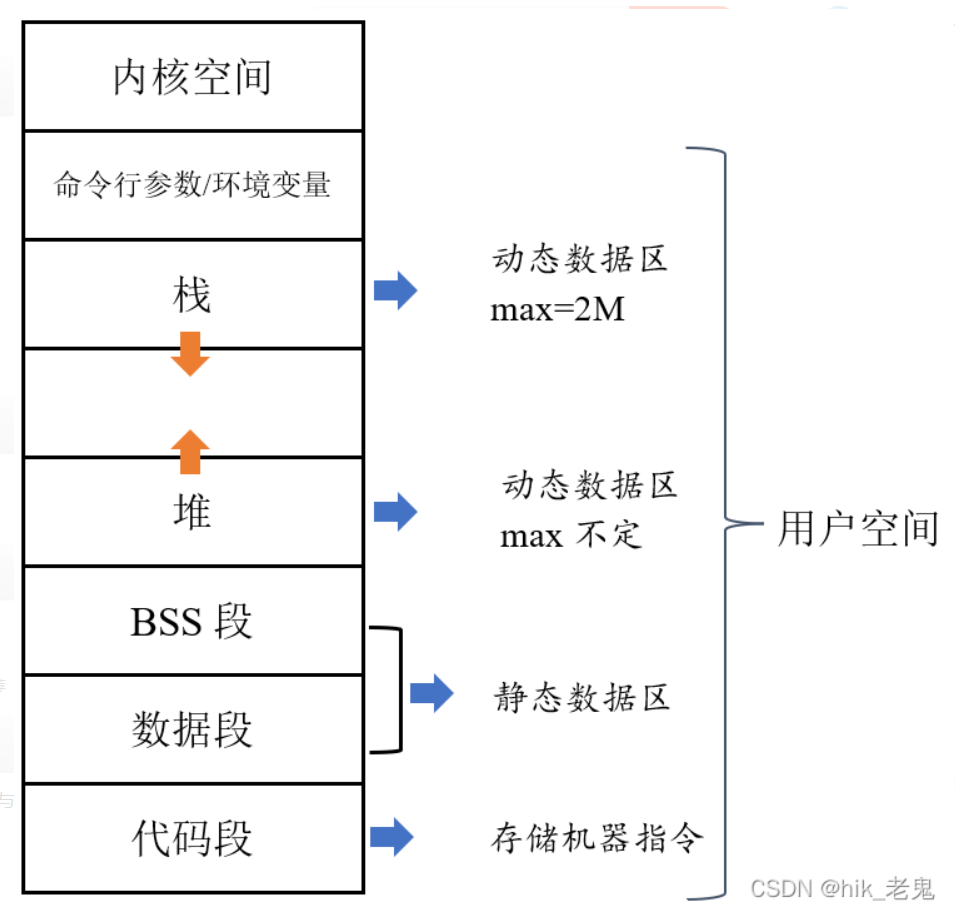 内核空间
命令行参数/环境变量
栈
动态数据区
max=2M
堆
动态数据区
max 不定
用户空间
BSS 段
数据段
静态数据区
代码段
存储机器指令
CSDN @hik_老鬼